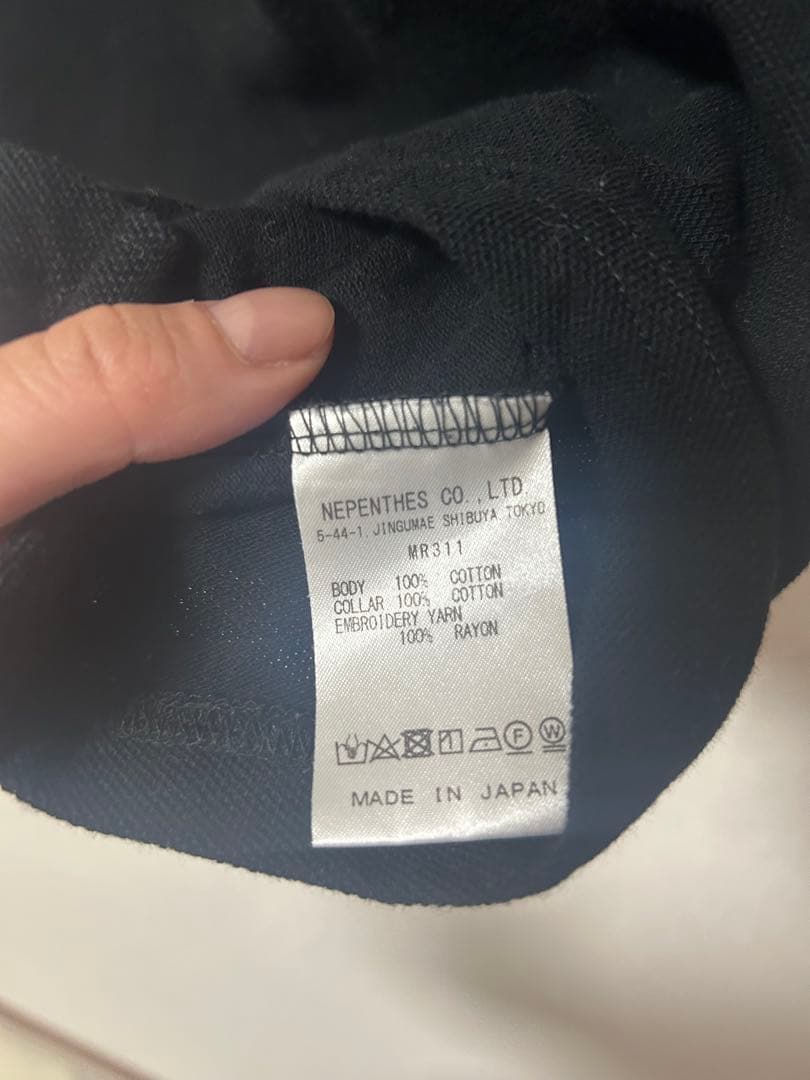 NEPENTHES CO.,LTD
5-44-1 JINGUMAE SHIBUYA TOKYO
MR311
BODY 100% COTTON
COLLAR 100% COTTON
EMBROIDERY YARN
100% RAYON
F W
MADE IN JAPAN